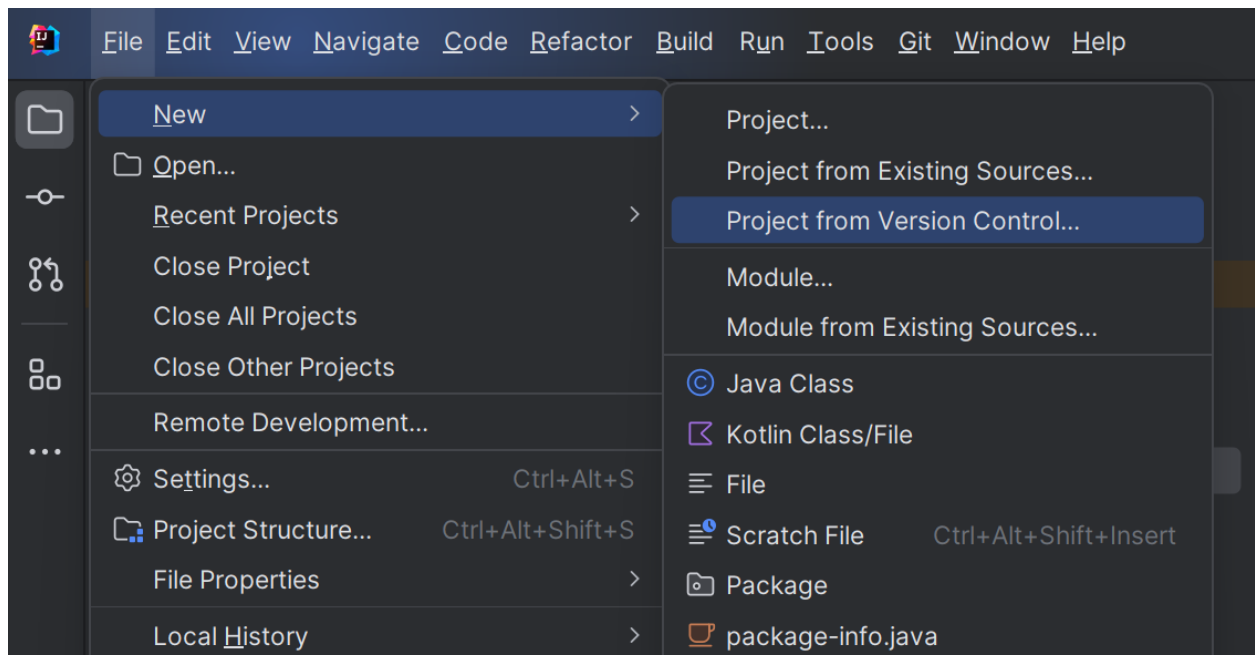 IJ
File Edit View Navigate Code Refactor Build Run Tools Git Window Help
New
Open...
Recent Projects
Close Project
Close All Projects
Close Other Projects
Remote Development...
Settings... Ctrl+Alt+S
Project Structure... Ctrl+Alt+Shift+S
File Properties
Local History
Project...
Project from Existing Sources...
Project from Version Control...
Module...
Module from Existing Sources...
Java Class
Kotlin Class/File
File
Scratch File Ctrl+Alt+Shift+Insert
Package
package-info.java